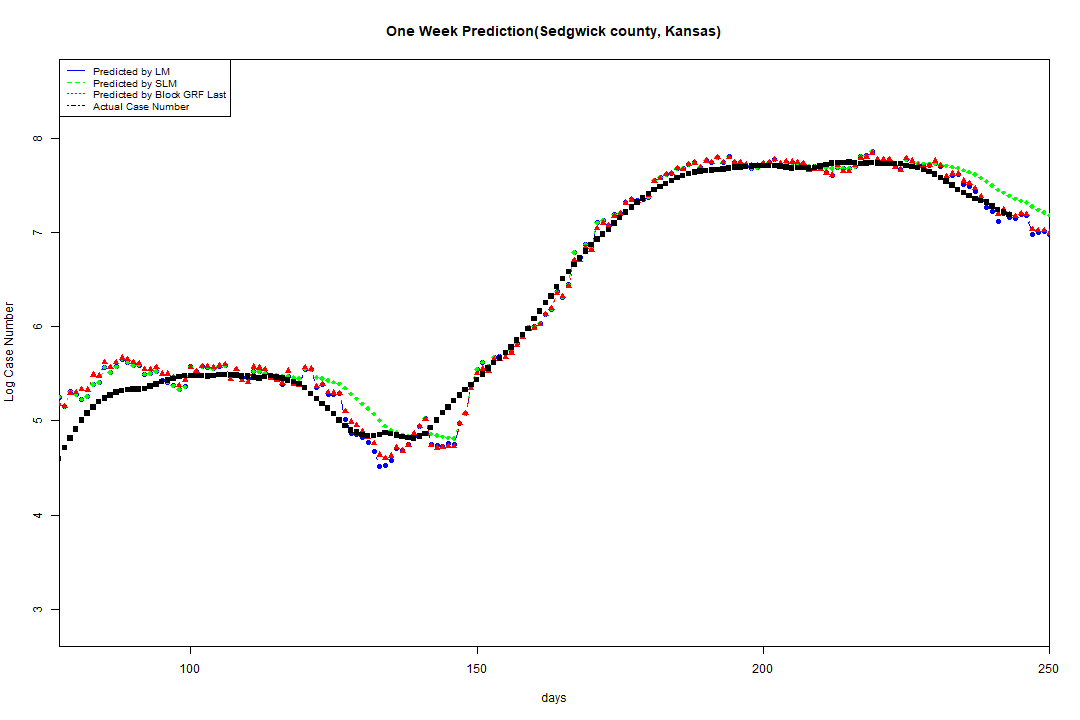 One Week Prediction(Sedgwick county, Kansas)
Predicted by LM
Predicted by SLM
Predicted by Block GRF Last
Actual Case Number
8
7
6
5
4
3
Log Case Number
100 150 200 250
days